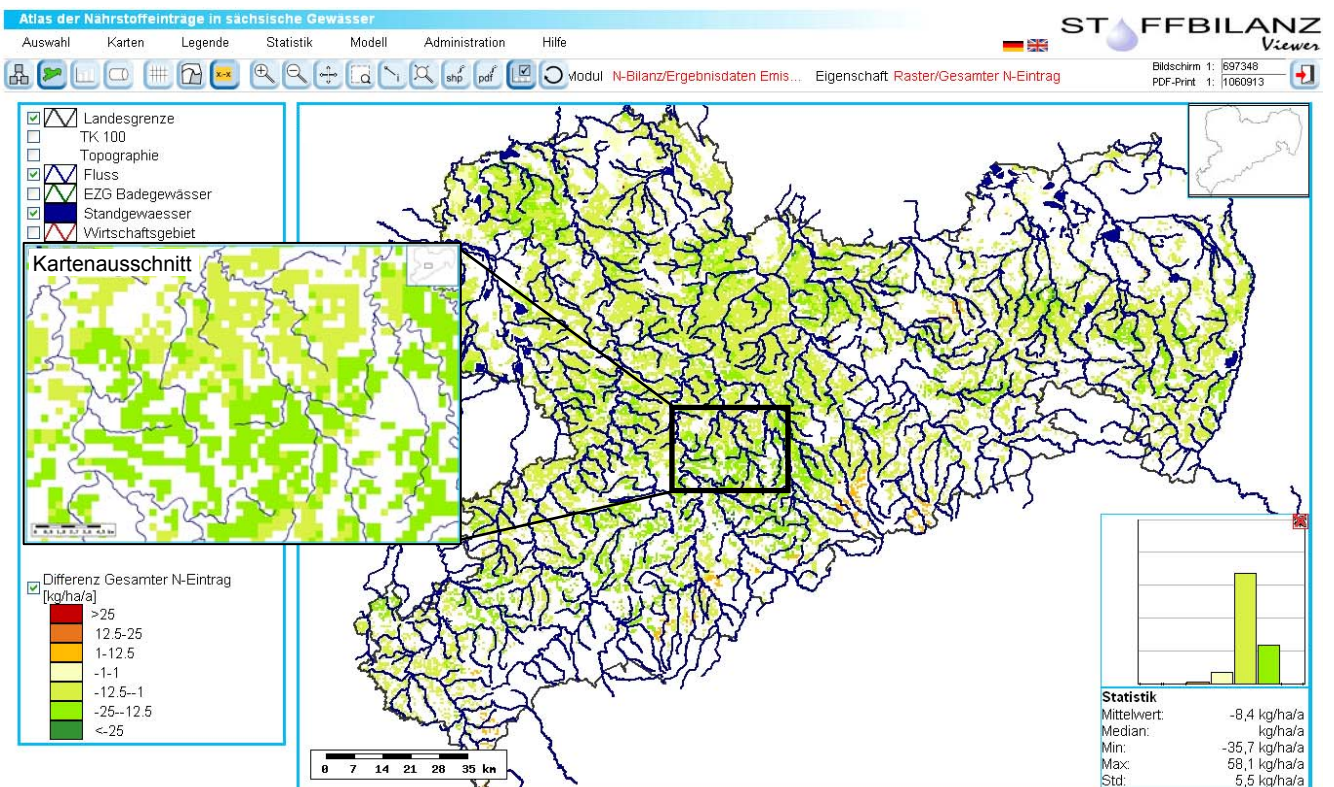 Atlas der Nährstoffeinträge in sächsische Gewässer
STOFFBILANZ
Viewer
Auswahl Karten Legende Statistik Modell Administration Hilfe
shp pdf Modul N-Bilanz/Ergebnisdaten Emis... Eigenschaft Raster/Gesamter N-Eintrag
Bildschirm 1: 697348
PDF-Print 1: 1060913
Landesgrenze
TK 100
Topographie
Fluss
EZG Badegewässer
Standgewaesser
Wirtschaftsgebiet
Kartenausschnitt
Differenz Gesamter N-Eintrag
[kg/ha/a]
>25
12.5-25
1-12.5
-1-1
-12.5--1
-25--12.5
<-25
0 7 14 21 28 35 km
Statistik
Mittelwert: -8,4 kg/ha/a
Median: kg/ha/a
Min: -35,7 kg/ha/a
Max: 58,1 kg/ha/a
Std: 5,5 kg/ha/a